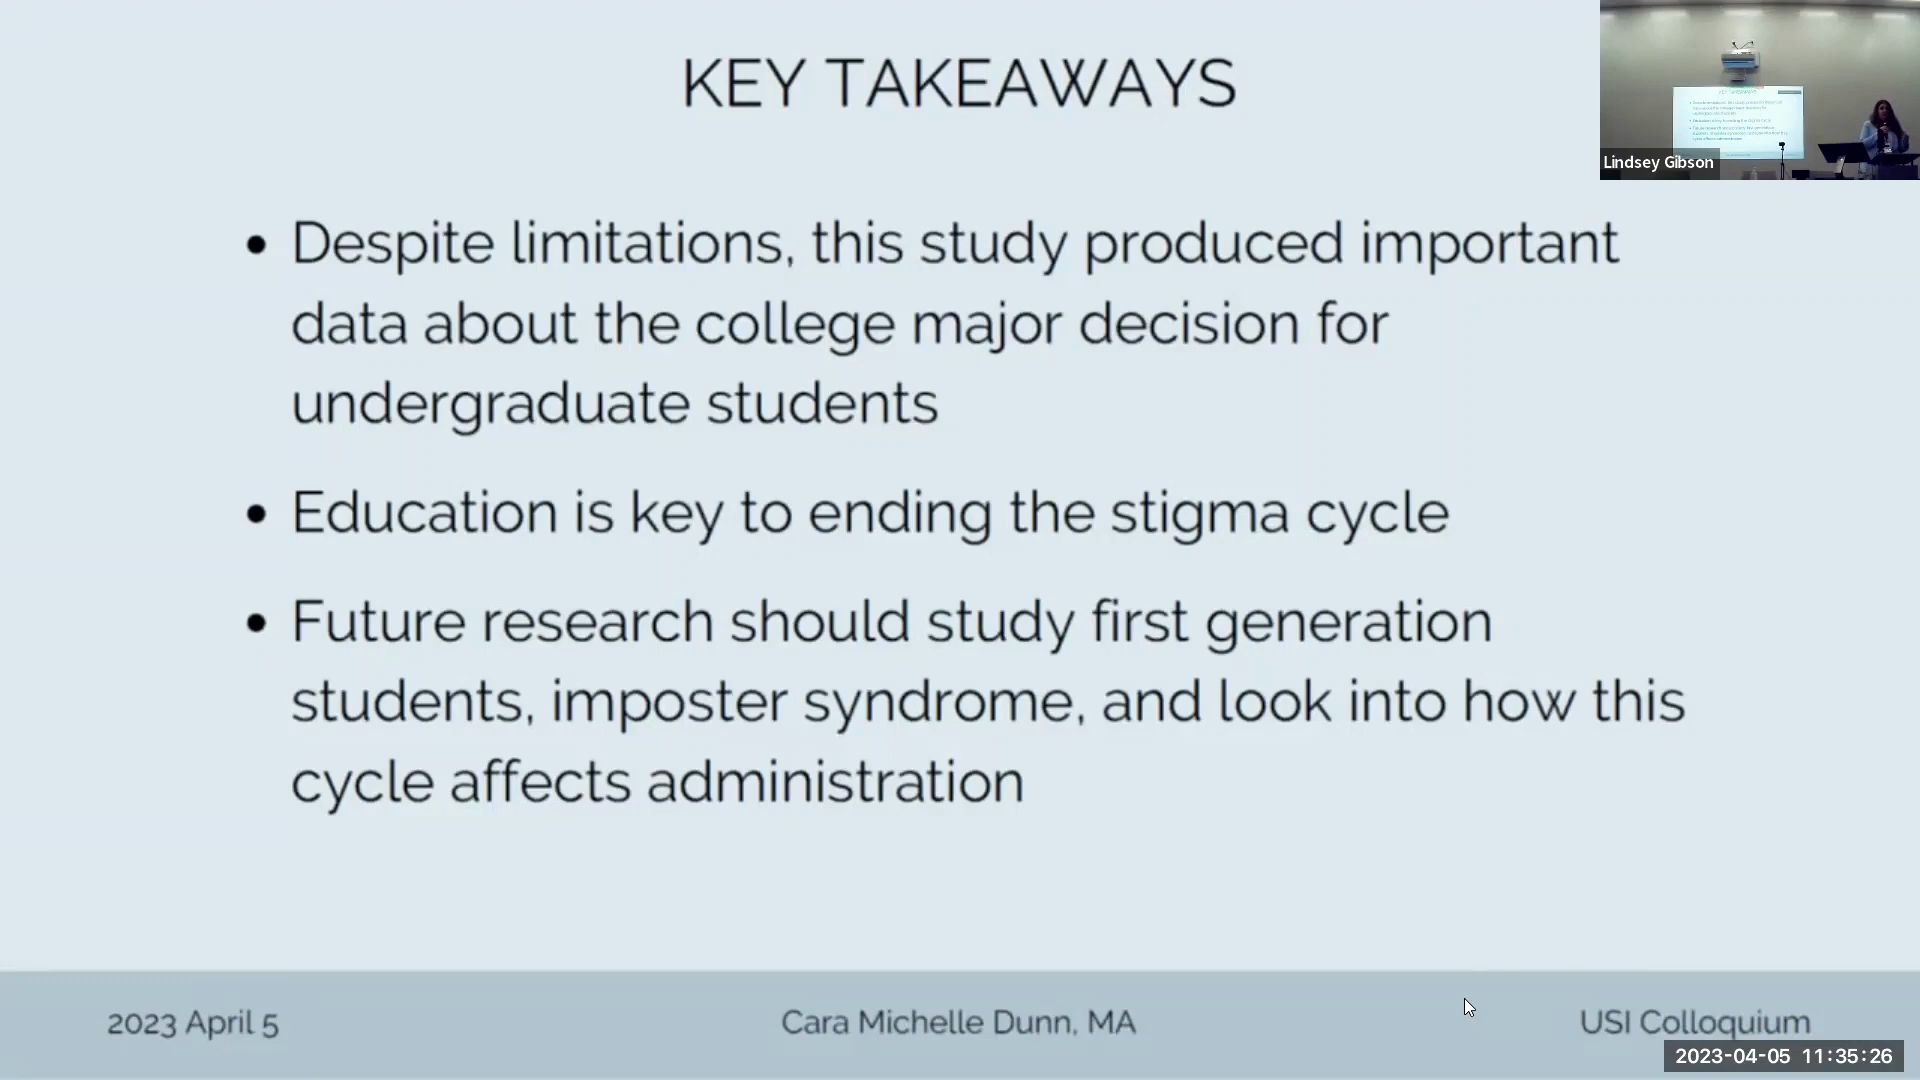 KEY TAKEAWAYS
Lindsey Gibson
• Despite limitations, this study produced important
data about the college major decision for
undergraduate students
• Education is key to ending the stigma cycle
• Future research should study first generation
students, imposter syndrome, and look into how this
cycle affects administration
2023 April 5
Cara Michelle Dunn, MA
USI Colloquium
2023-04-05 11:35:26